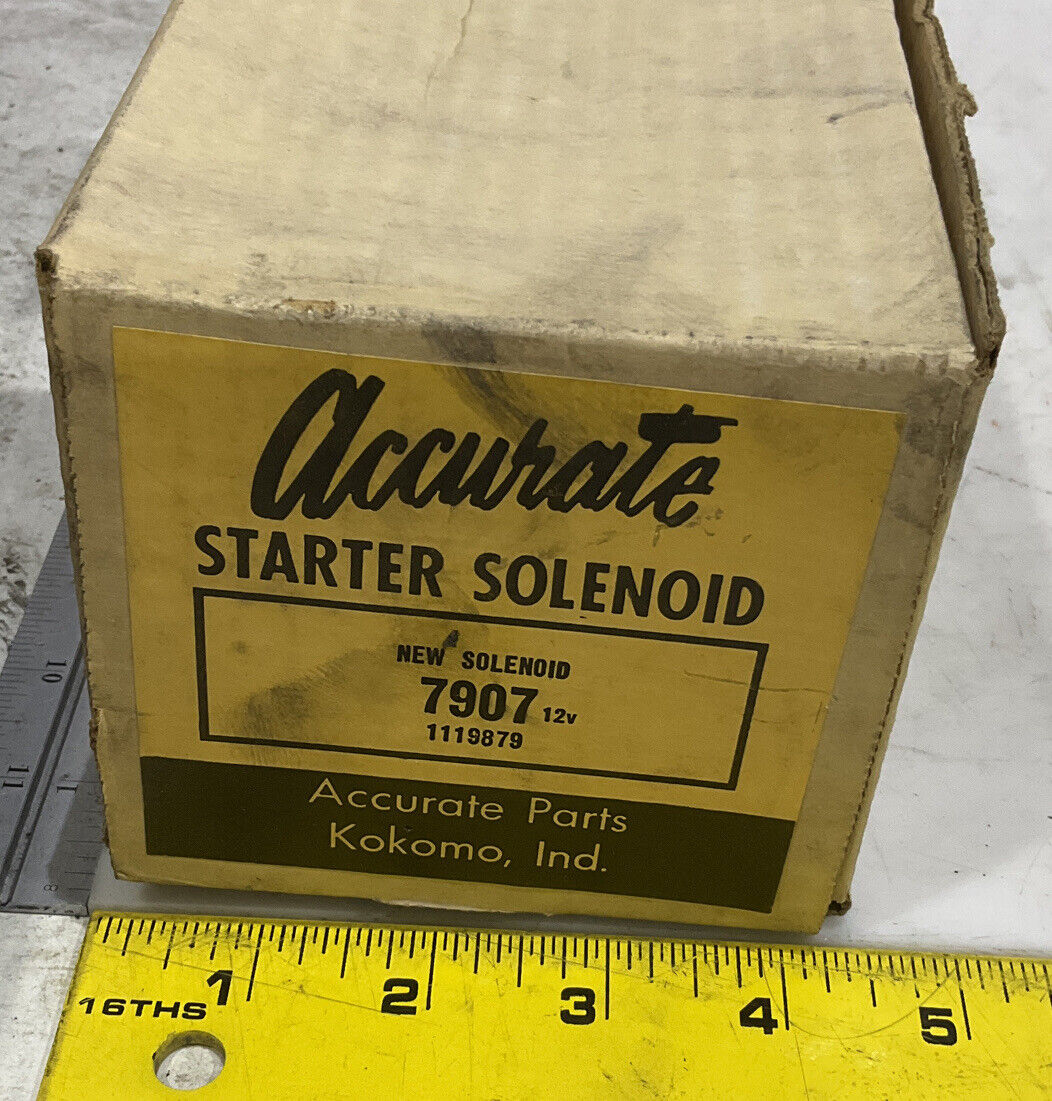 Accurate
STARTER SOLENOID
NEW SOLENOID
7907 12v
1119879
Accurate Parts
Kokomo, Ind.
10
11
8
1 2 3 4 5
16THS